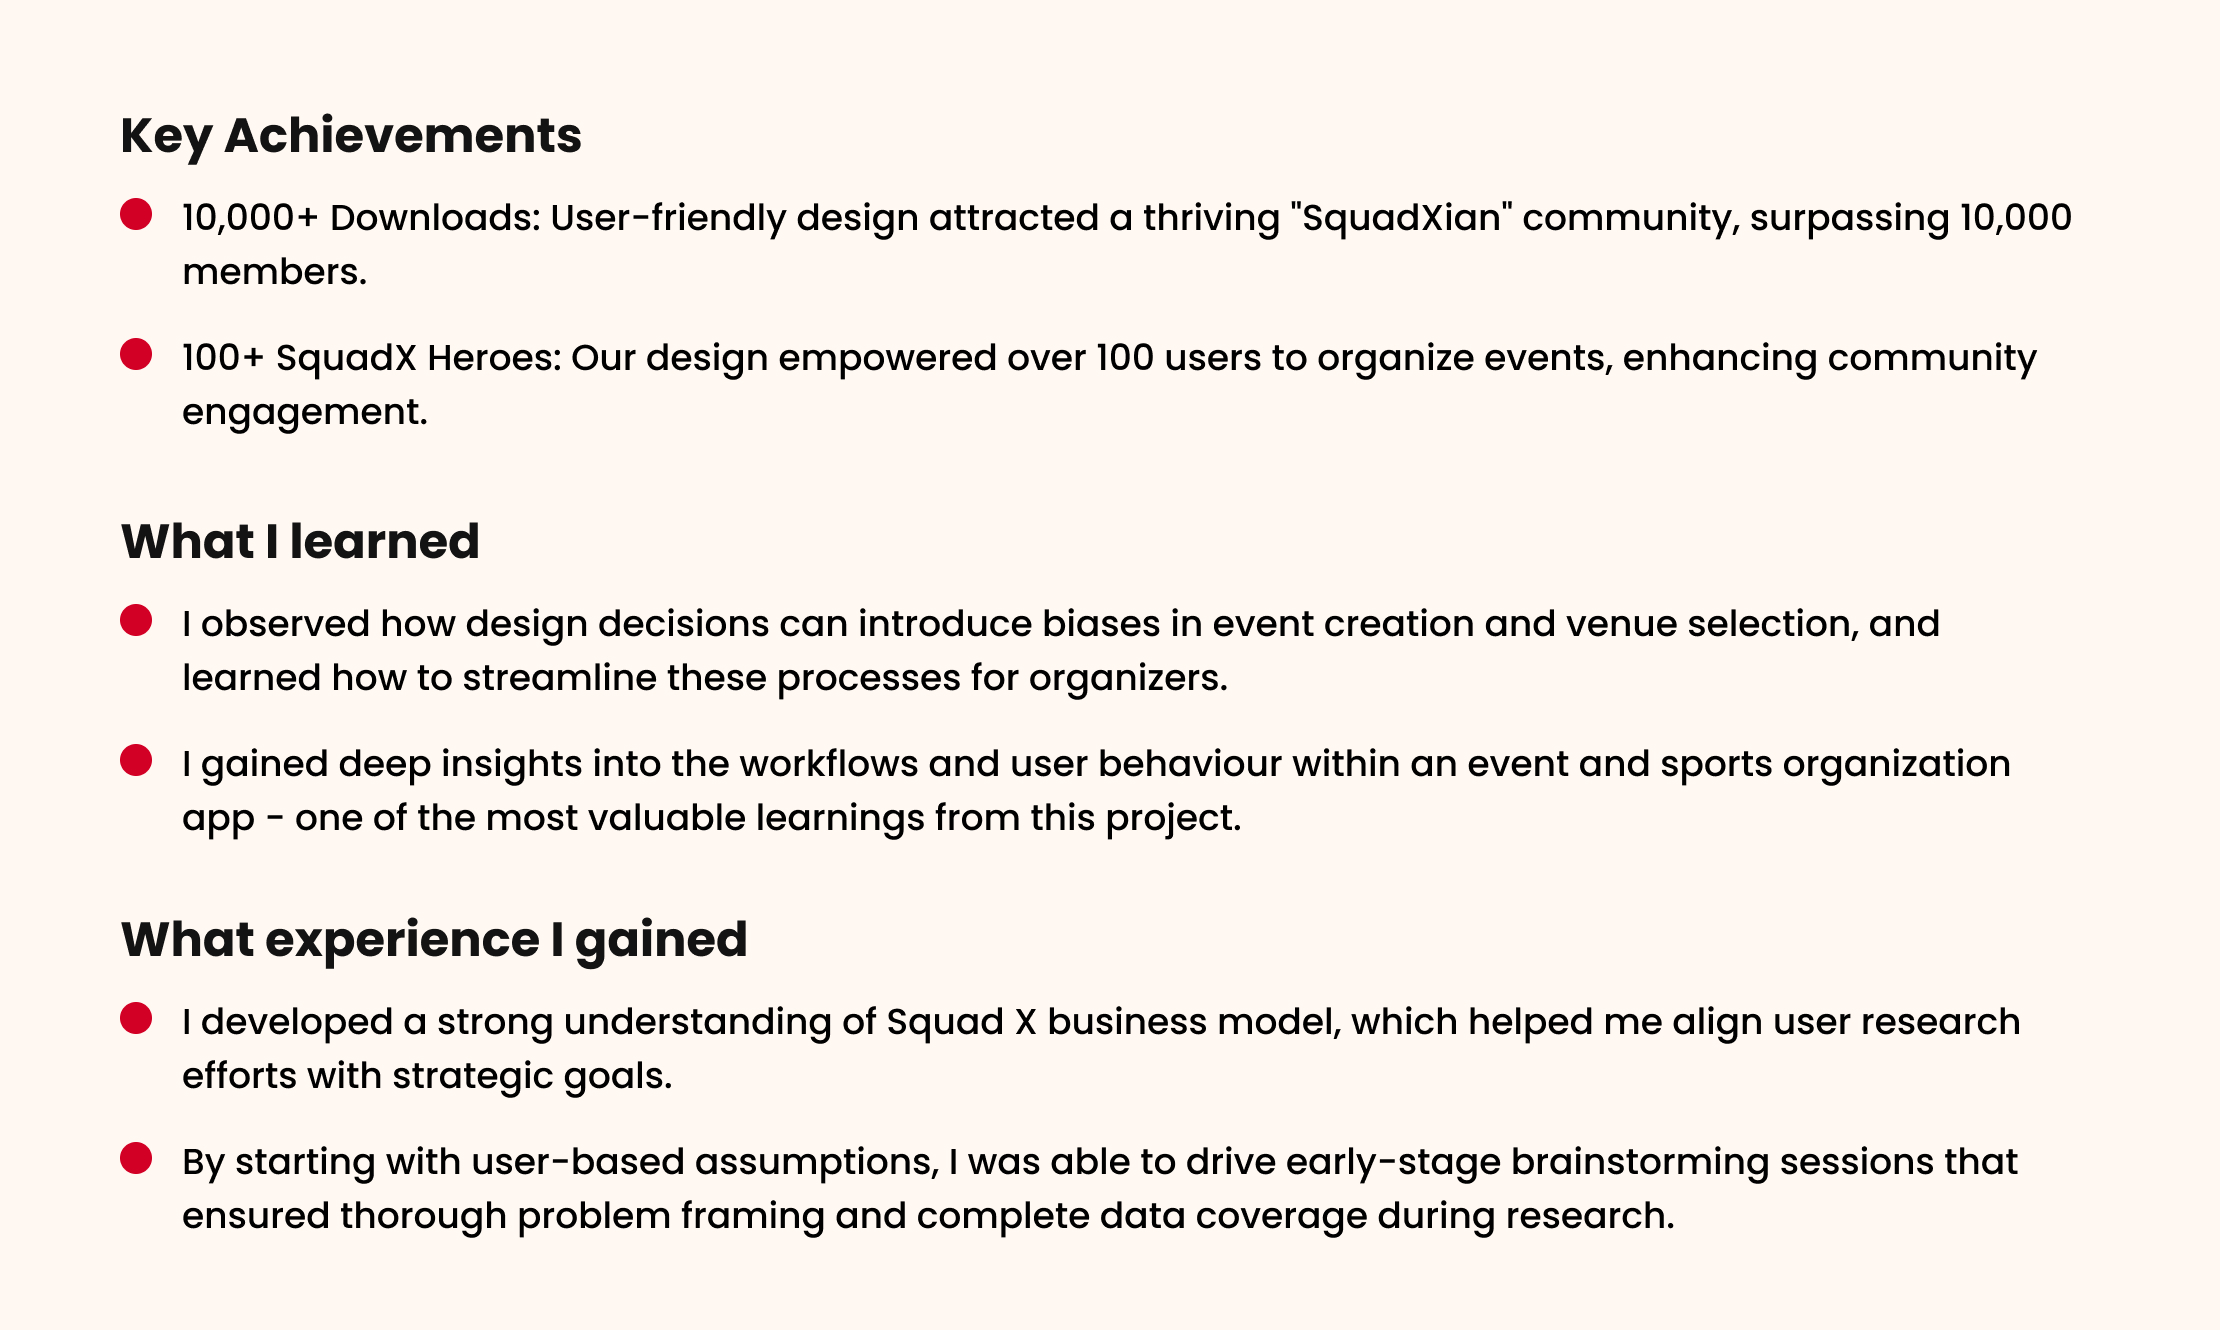 Key Achievements
10,000+ Downloads: User-friendly design attracted a thriving "SquadXian" community, surpassing 10,000
members.
100+ SquadX Heroes: Our design empowered over 100 users to organize events, enhancing community
engagement.
What I learned
I observed how design decisions can introduce biases in event creation and venue selection, and
learned how to streamline these processes for organizers.
I gained deep insights into the workflows and user behaviour within an event and sports organization
app - one of the most valuable learnings from this project.
What experience I gained
I developed a strong understanding of Squad X business model, which helped me align user research
efforts with strategic goals.
By starting with user-based assumptions, I was able to drive early-stage brainstorming sessions that
ensured thorough problem framing and complete data coverage during research.